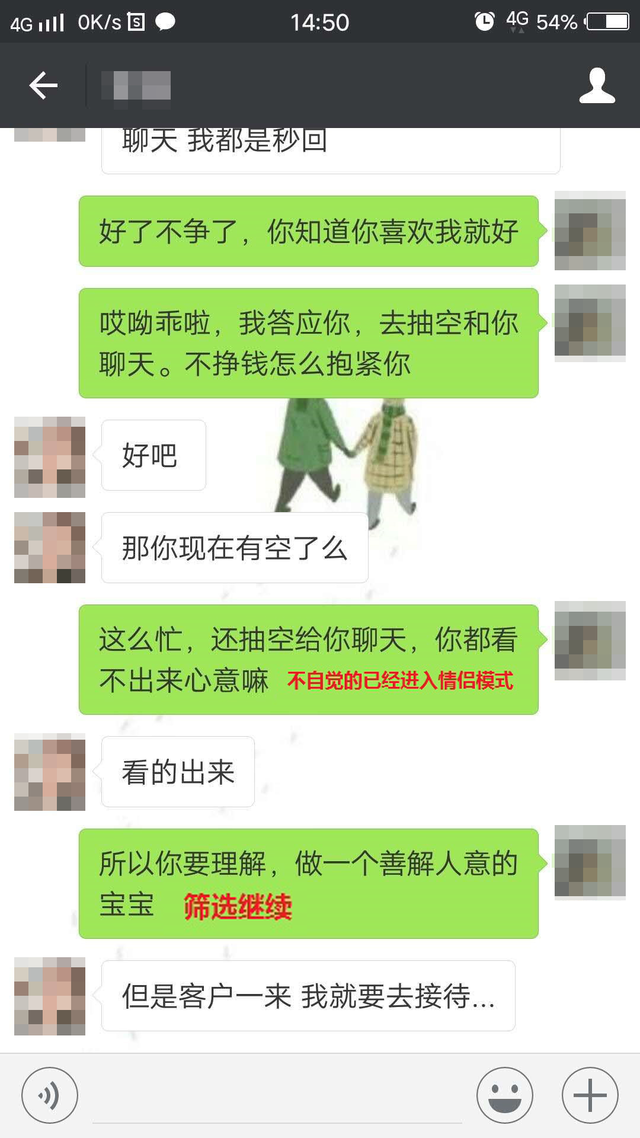 4G 0K/s S 14:50 4G 54%
聊天 我都是秒回
好了不争了，你知道你喜欢我就好
哎呦乖啦，我答应你，去抽空和你
聊天。不挣钱怎么抱紧你
好吧
那你现在有空了么
这么忙，还抽空给你聊天，你都看
不出来心意嘛 不自觉的已经进入情侣模式
看的出来
所以你要理解，做一个善解人意的
宝宝 筛选继续
但是客户一来 我就要去接待...